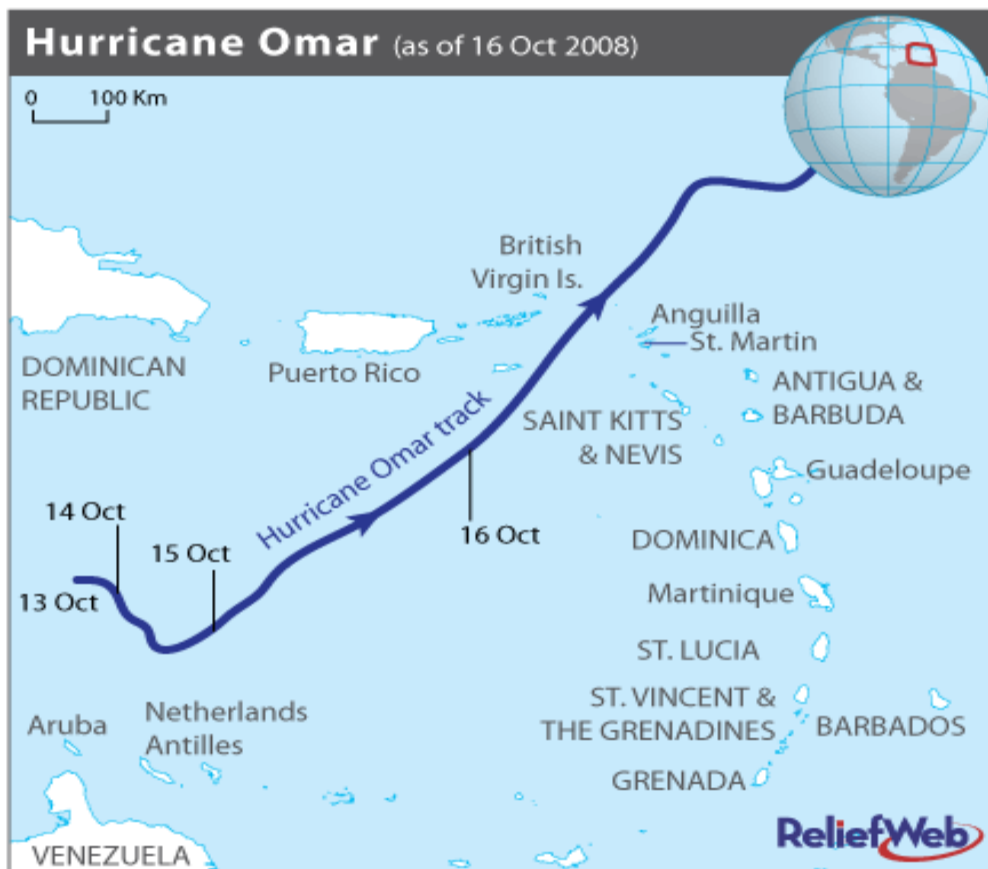 Hurricane Omar (as of 16 Oct 2008)
0 100 Km
British
Virgin Is.
Anguilla
St. Martin
DOMINICAN
REPUBLIC
Puerto Rico
ANTIGUA &
BARBUDA
SAINT KITTS
& NEVIS
Hurricane Omar track
Guadeloupe
14 Oct
15 Oct
16 Oct
DOMINICA
13 Oct
Martinique
ST. LUCIA
ST. VINCENT &
THE GRENADINES
BARBADOS
Aruba
Netherlands
Antilles
GRENADA
VENEZUELA
ReliefWeb